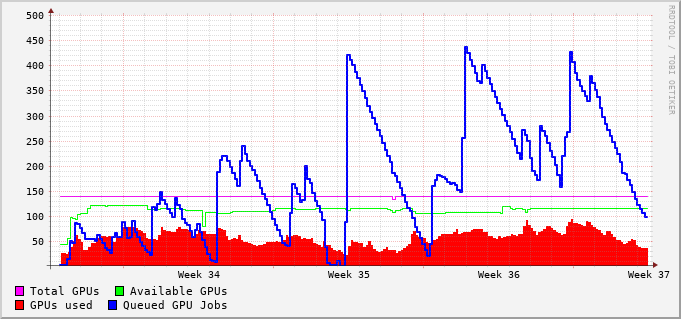 500
450
400
350
300
250
200
150
100
50
Week 34 Week 35 Week 36 Week 37
Total GPUs Available GPUs
GPUs used Queued GPU Jobs
RRDTOOL / TOBI OETIKER